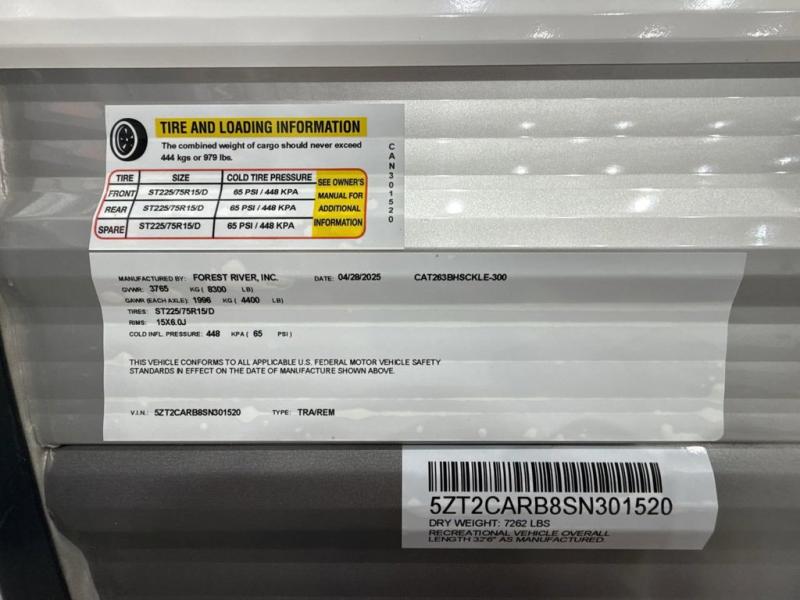 TIRE AND LOADING INFORMATION
The combined weight of cargo should never exceed
444 kgs or 979 lbs.
TIRE SIZE COLD TIRE PRESSURE
FRONT ST225/75R15/D 65 PSI / 448 KPA
REAR ST225/75R15/D 65 PSI / 448 KPA
SPARE ST225/75R15/D 65 PSI / 448 KPA
SEE OWNER'S
MANUAL FOR
ADDITIONAL
INFORMATION
CAN301520
MANUFACTURED BY: FOREST RIVER, INC. DATE: 04/28/2025 CAT263BHSCKLE-300
GVWR: 3765 KG ( 8300 LB)
GAWR (EACH AXLE): 1996 KG ( 4400 LB)
TIRES: ST225/75R15/D
RIMS: 15X6.0J
COLD INFL. PRESSURE: 448 KPA ( 65 PSI )
THIS VEHICLE CONFORMS TO ALL APPLICABLE U.S. FEDERAL MOTOR VEHICLE SAFETY
STANDARDS IN EFFECT ON THE DATE OF MANUFACTURE SHOWN ABOVE.
V.I.N.: 5ZT2CARB8SN301520 TYPE: TRA/REM
5ZT2CARB8SN301520
DRY WEIGHT: 7262 LBS
RECREATIONAL VEHICLE OVERALL
LENGTH 32'6" AS MANUFACTURED.